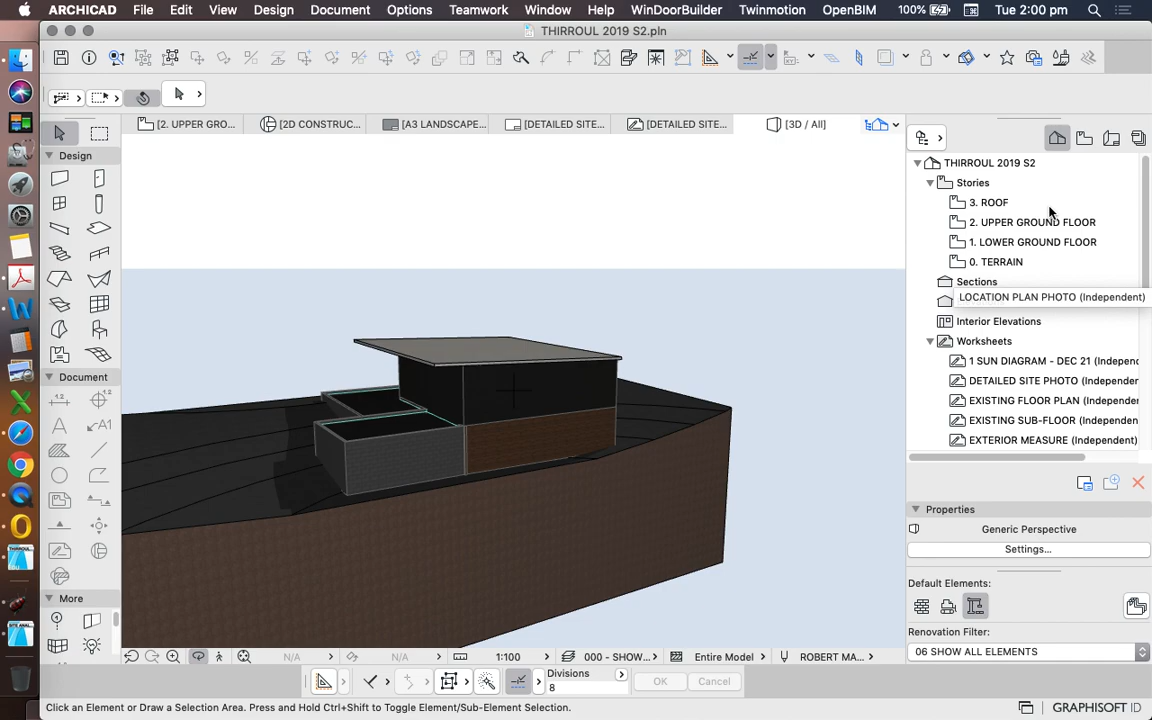 ARCHICAD File Edit View Design Document Options Teamwork Window Help WinDoorBuilder Twinmotion OpenBIM 100% Tue 2:00 pm
THIRROUL 2019 S2.pln
[2. UPPER GRO... [2D CONSTRUC... [A3 LANDSCAPE... [DETAILED SITE... [DETAILED SITE... [3D / All]
Design
Document
More
THIRROUL 2019 S2
Stories
3. ROOF
2. UPPER GROUND FLOOR
1. LOWER GROUND FLOOR
0. TERRAIN
Sections
LOCATION PLAN PHOTO (Independent)
Interior Elevations
Worksheets
1 SUN DIAGRAM - DEC 21 (Independ
DETAILED SITE PHOTO (Independen
EXISTING FLOOR PLAN (Independen
EXISTING SUB-FLOOR (Independen
EXTERIOR MEASURE (Independent)
Properties
Generic Perspective
Settings...
Default Elements:
Renovation Filter:
06 SHOW ALL ELEMENTS
N/A N/A 1:100 000 - SHOW... Entire Model ROBERT MA...
Divisions
8
OK Cancel
Click an Element or Draw a Selection Area. Press and Hold Ctrl+Shift to Toggle Element/Sub-Element Selection.
GRAPHISOFT ID